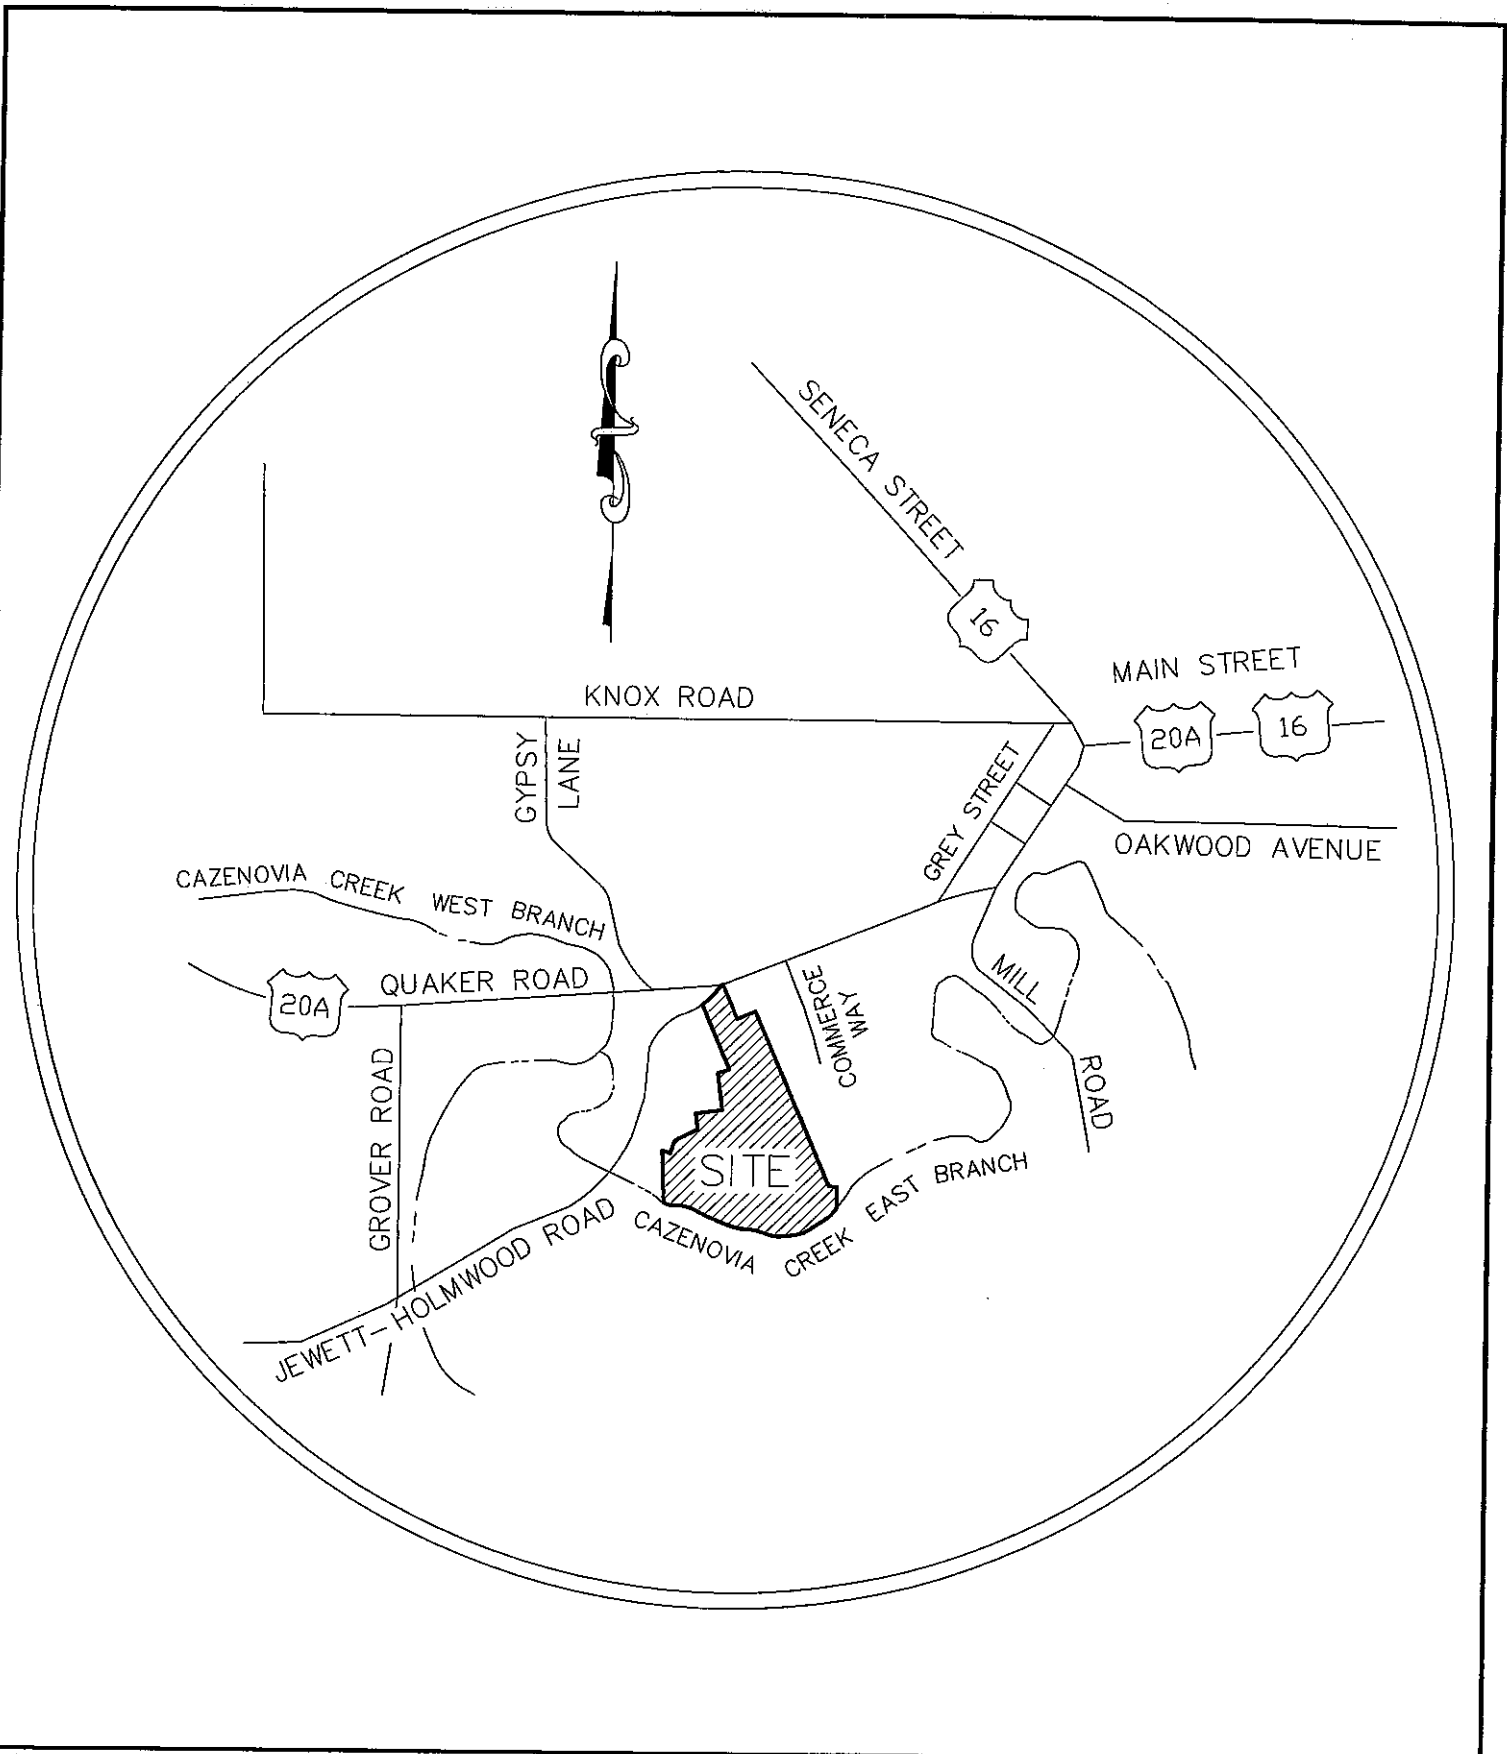 SENECA STREET
16
MAIN STREET
20A
16
KNOX ROAD
GYPSY
LANE
GREY STREET
OAKWOOD AVENUE
CAZENOVIA CREEK WEST BRANCH
QUAKER ROAD
20A
COMMERCE
WAY
MILL
ROAD
GROVER ROAD
SITE
CAZENOVIA CREEK EAST BRANCH
JEWETT-HOLMWOOD ROAD